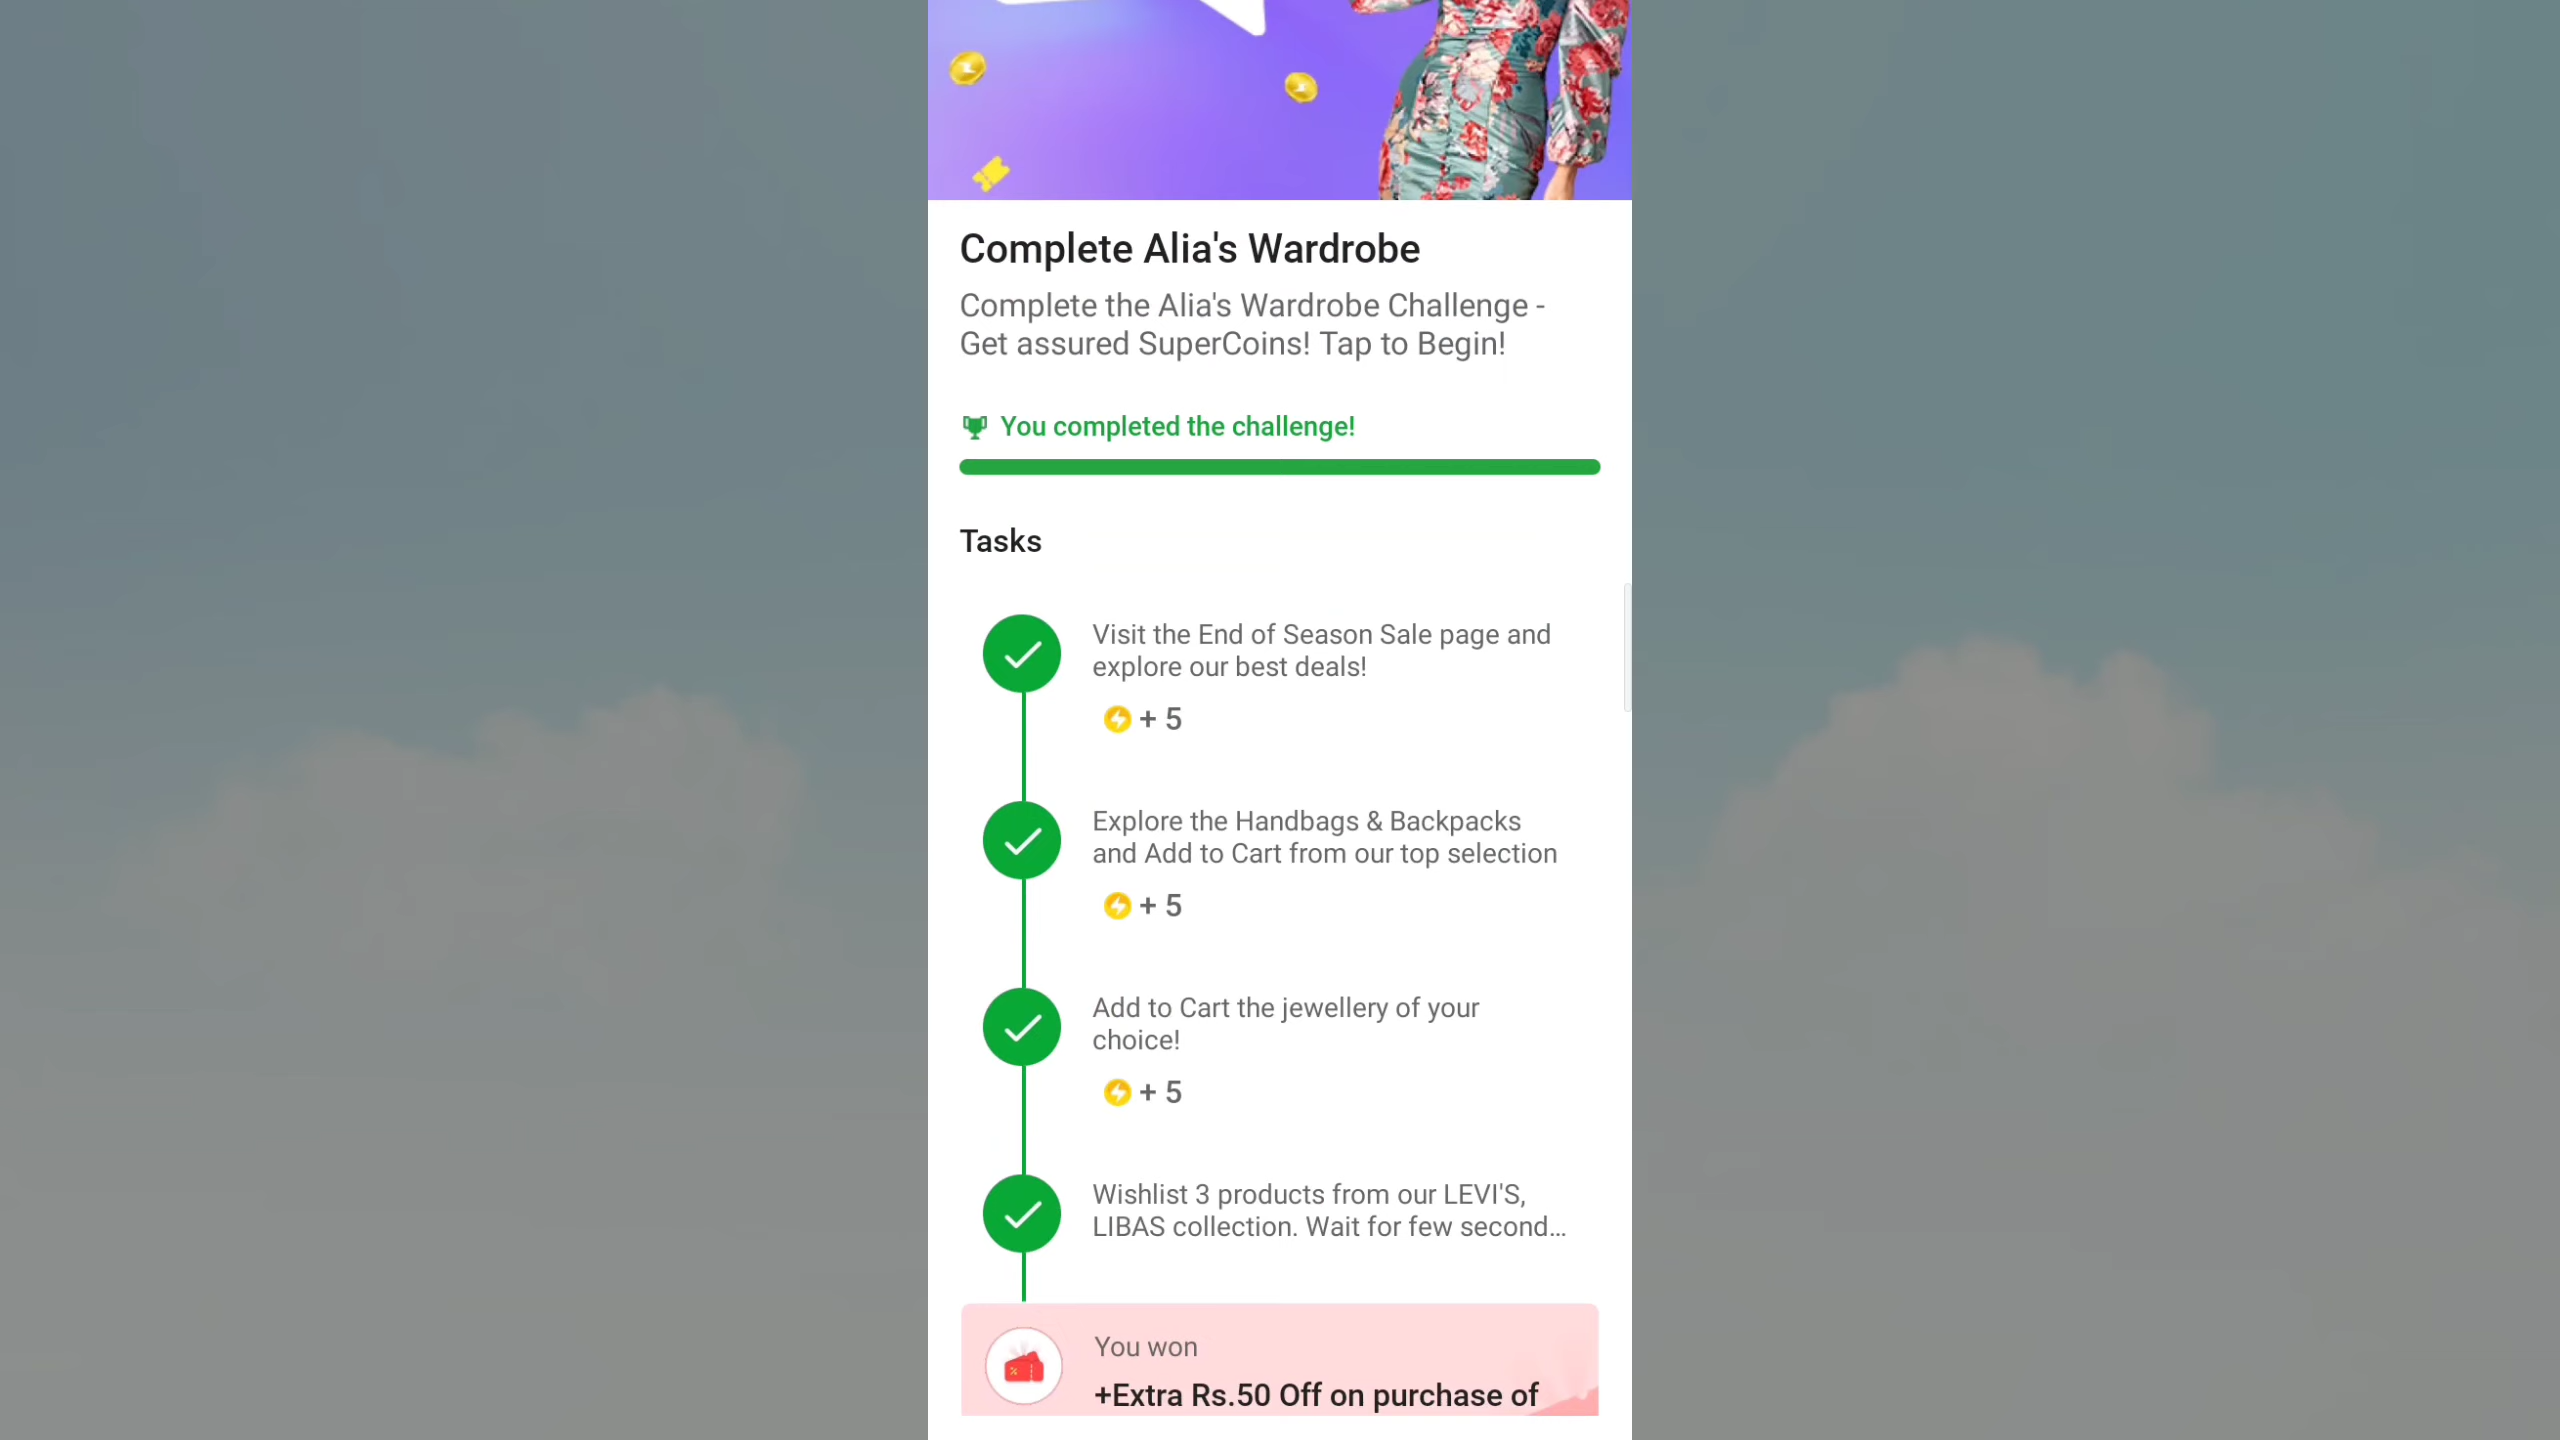 Complete Alia's Wardrobe
Complete the Alia's Wardrobe Challenge -
Get assured SuperCoins! Tap to Begin!
You completed the challenge!
Tasks
Visit the End of Season Sale page and
explore our best deals!
+ 5
Explore the Handbags & Backpacks
and Add to Cart from our top selection
+ 5
Add to Cart the jewellery of your
choice!
+ 5
Wishlist 3 products from our LEVI'S,
LIBAS collection. Wait for few second...
You won
+Extra Rs.50 Off on purchase of